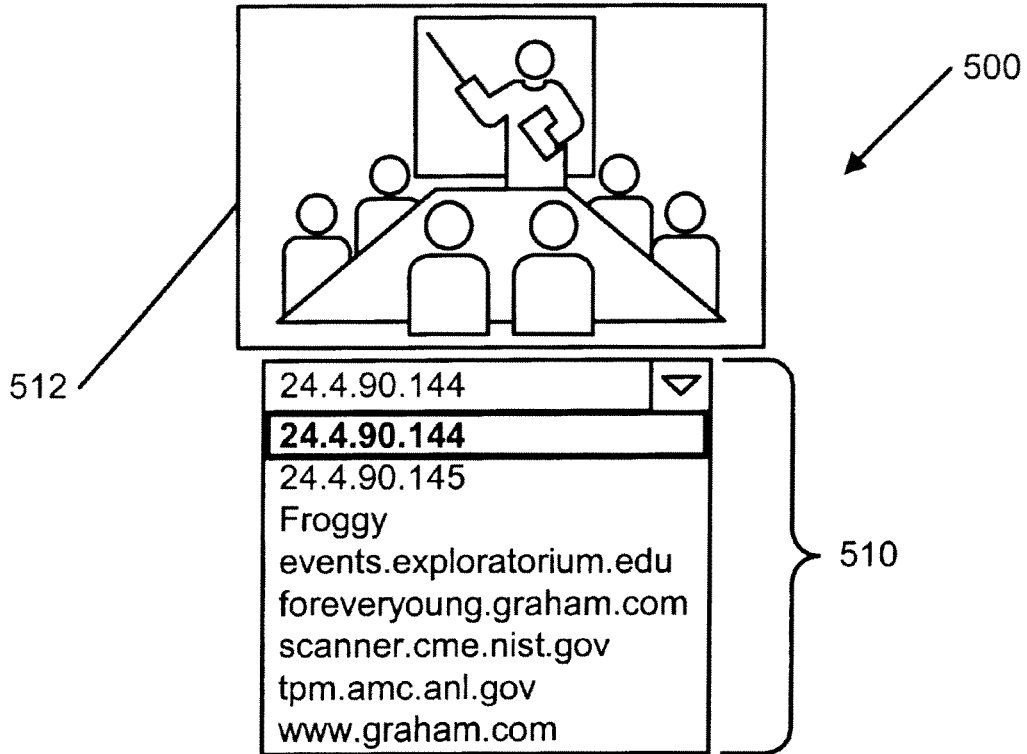 500
512
24.4.90.144
24.4.90.144
24.4.90.145
Froggy
events.exploratorium.edu
foreveryoung.graham.com
scanner.cme.nist.gov
tpm.amc.anl.gov
www.graham.com
510